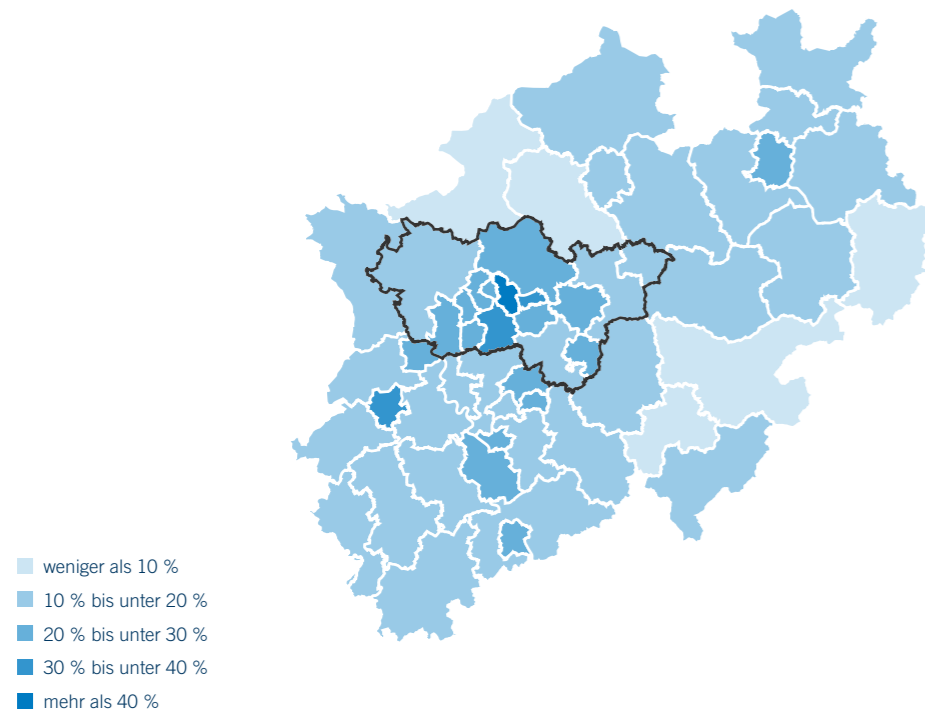 weniger als 10 %
10 % bis unter 20 %
20 % bis unter 30 %
30 % bis unter 40 %
mehr als 40 %